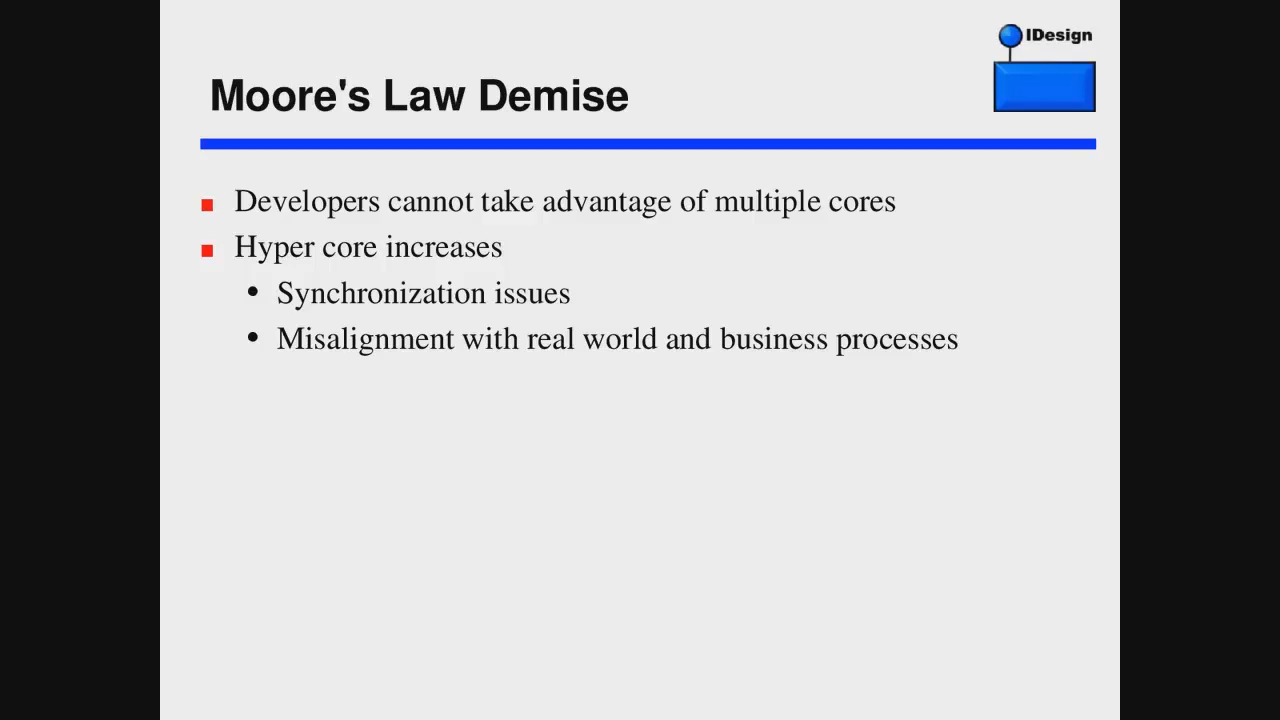 IDesign
Moore's Law Demise
Developers cannot take advantage of multiple cores
Hyper core increases
Synchronization issues
Misalignment with real world and business processes